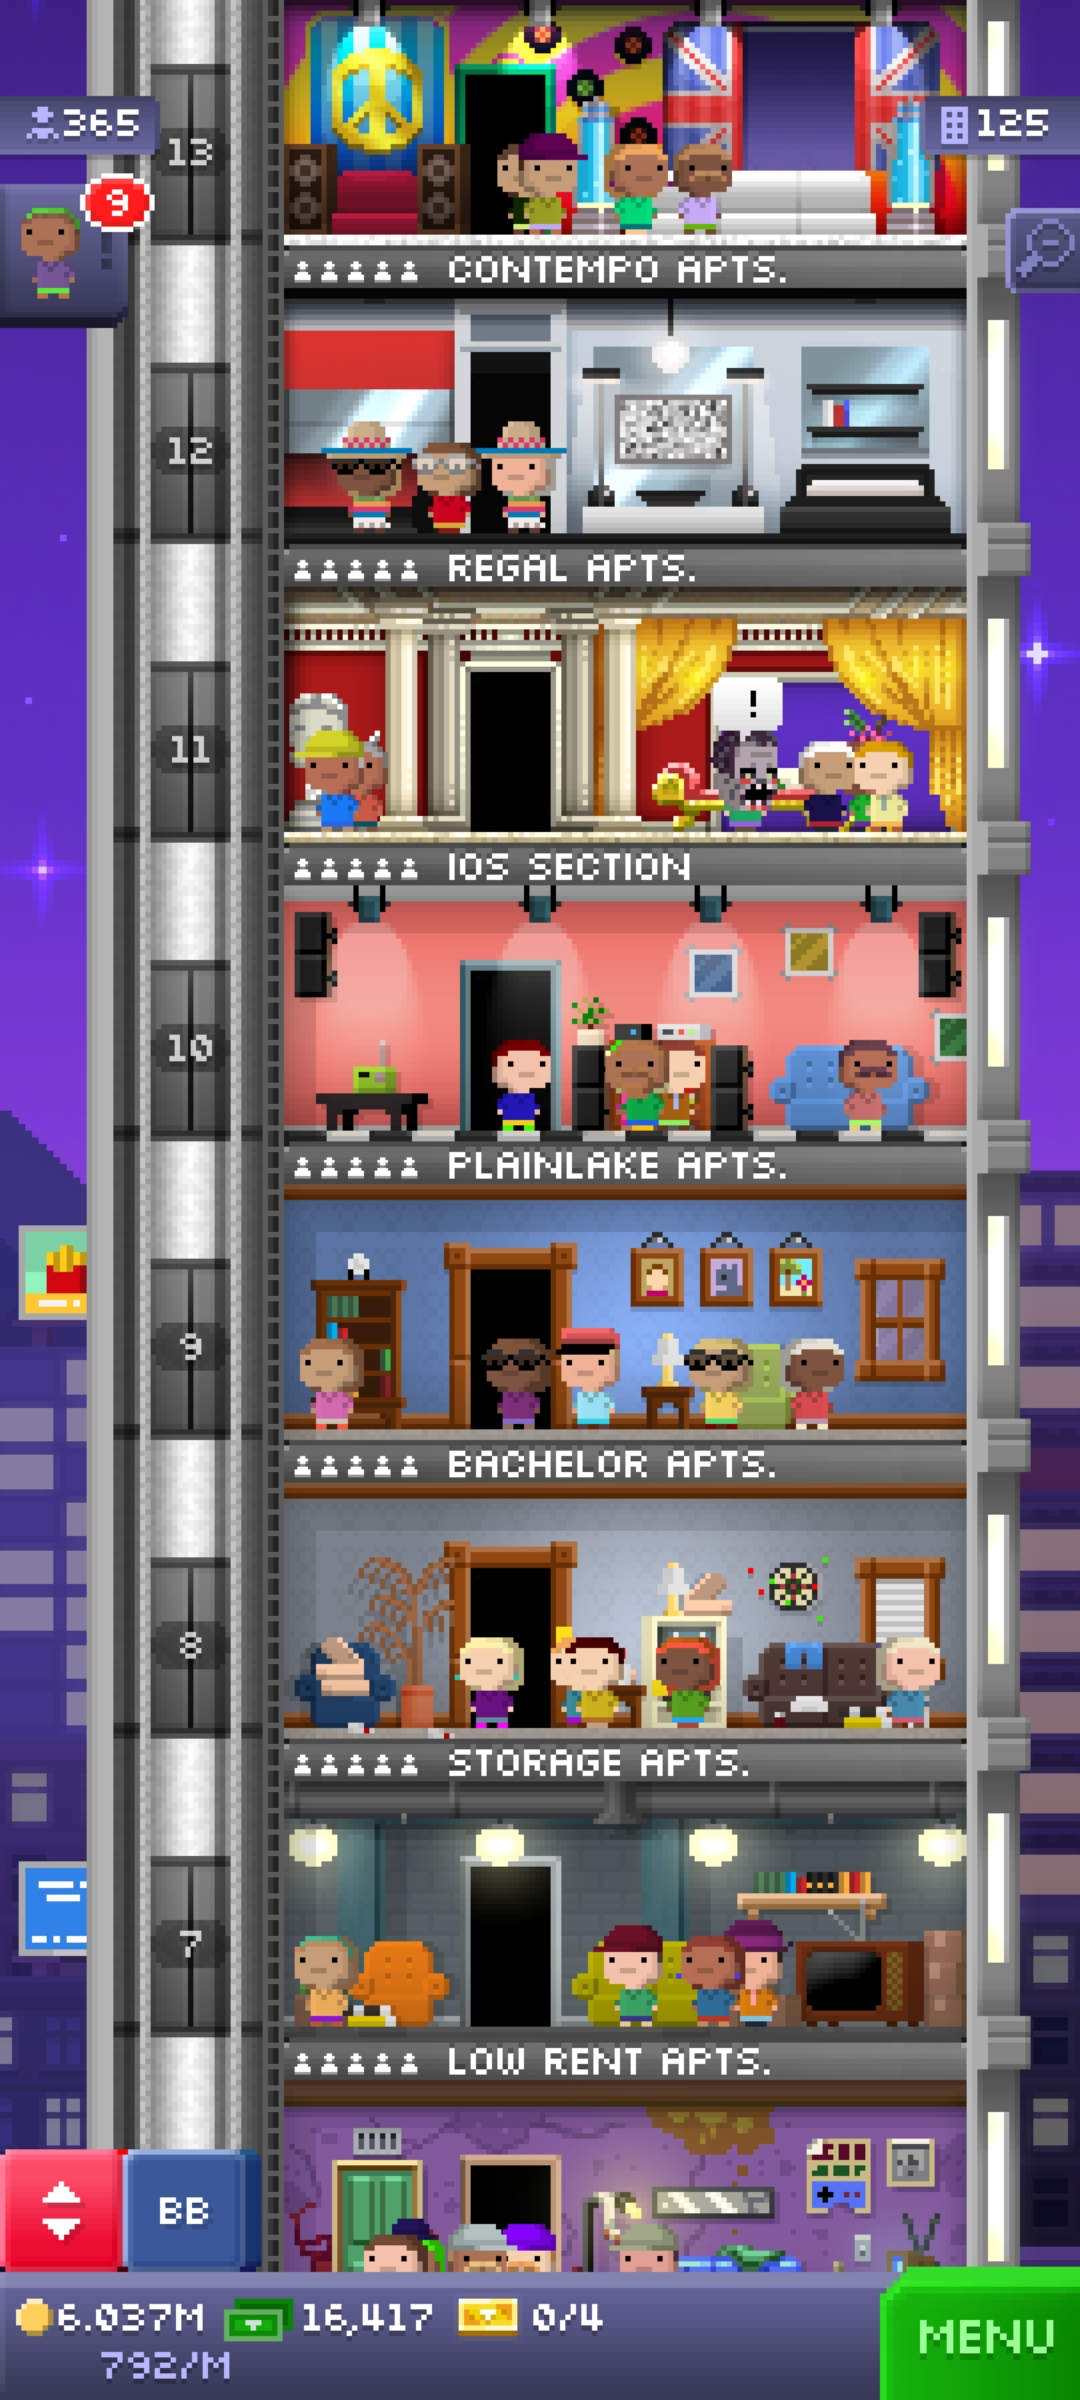 13
365
125
9
CONTEMPO APTS.
12
REGAL APTS.
!
11
IOS SECTION
10
PLAINLAKE APTS.
9
BACHELOR APTS.
8
STORAGE APTS.
7
LOW RENT APTS.
BB
6.037M 16,417 0/4
792/M
MENU